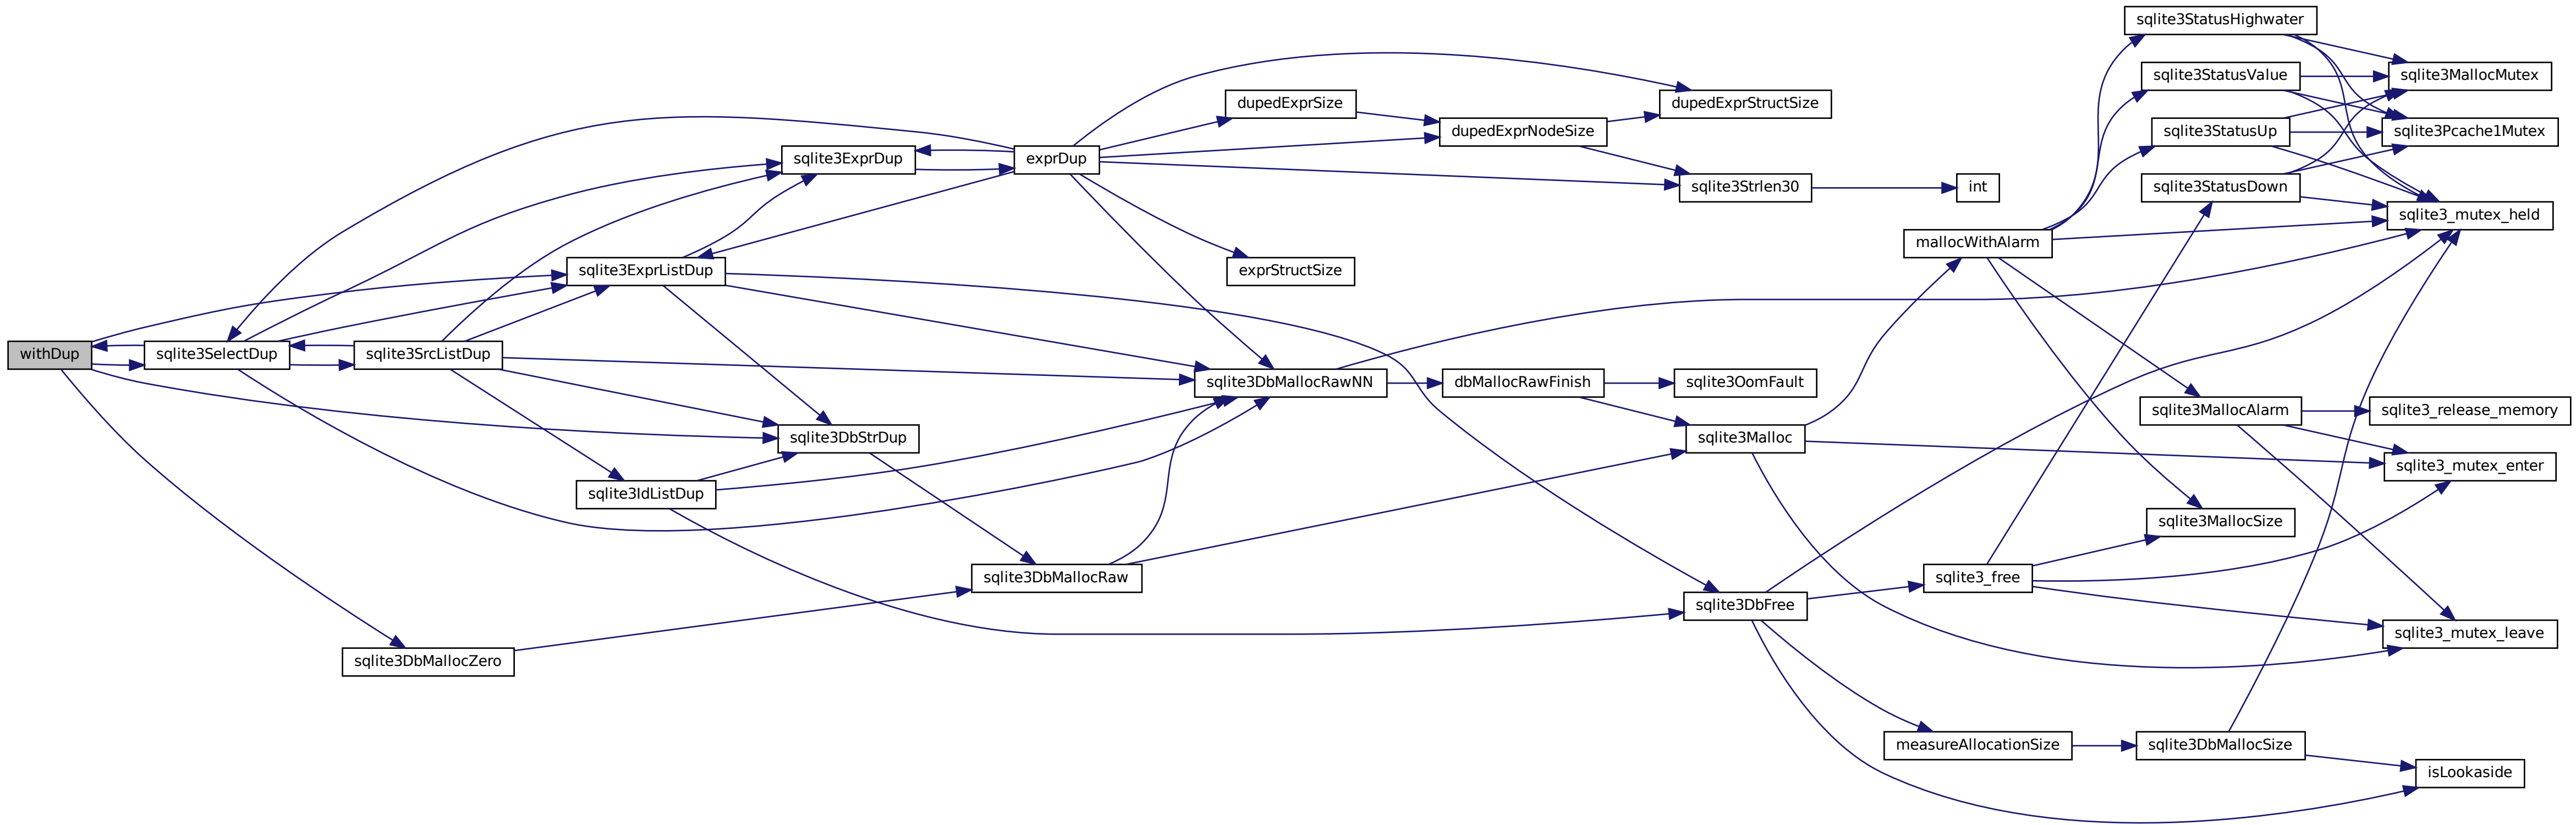 withDup
sqlite3SelectDup
sqlite3SrcListDup
sqlite3DbMallocZero
sqlite3ExprListDup
sqlite3IdListDup
sqlite3ExprDup
sqlite3DbStrDup
exprDup
sqlite3DbMallocRaw
dupedExprSize
exprStructSize
sqlite3DbMallocRawNN
dupedExprNodeSize
dbMallocRawFinish
dupedExprStructSize
sqlite3Strlen30
sqlite3OomFault
sqlite3Malloc
sqlite3DbFree
int
mallocWithAlarm
sqlite3_free
measureAllocationSize
sqlite3StatusHighwater
sqlite3StatusValue
sqlite3StatusUp
sqlite3StatusDown
sqlite3MallocAlarm
sqlite3MallocSize
sqlite3DbMallocSize
sqlite3MallocMutex
sqlite3Pcache1Mutex
sqlite3_mutex_held
sqlite3_release_memory
sqlite3_mutex_enter
sqlite3_mutex_leave
isLookaside